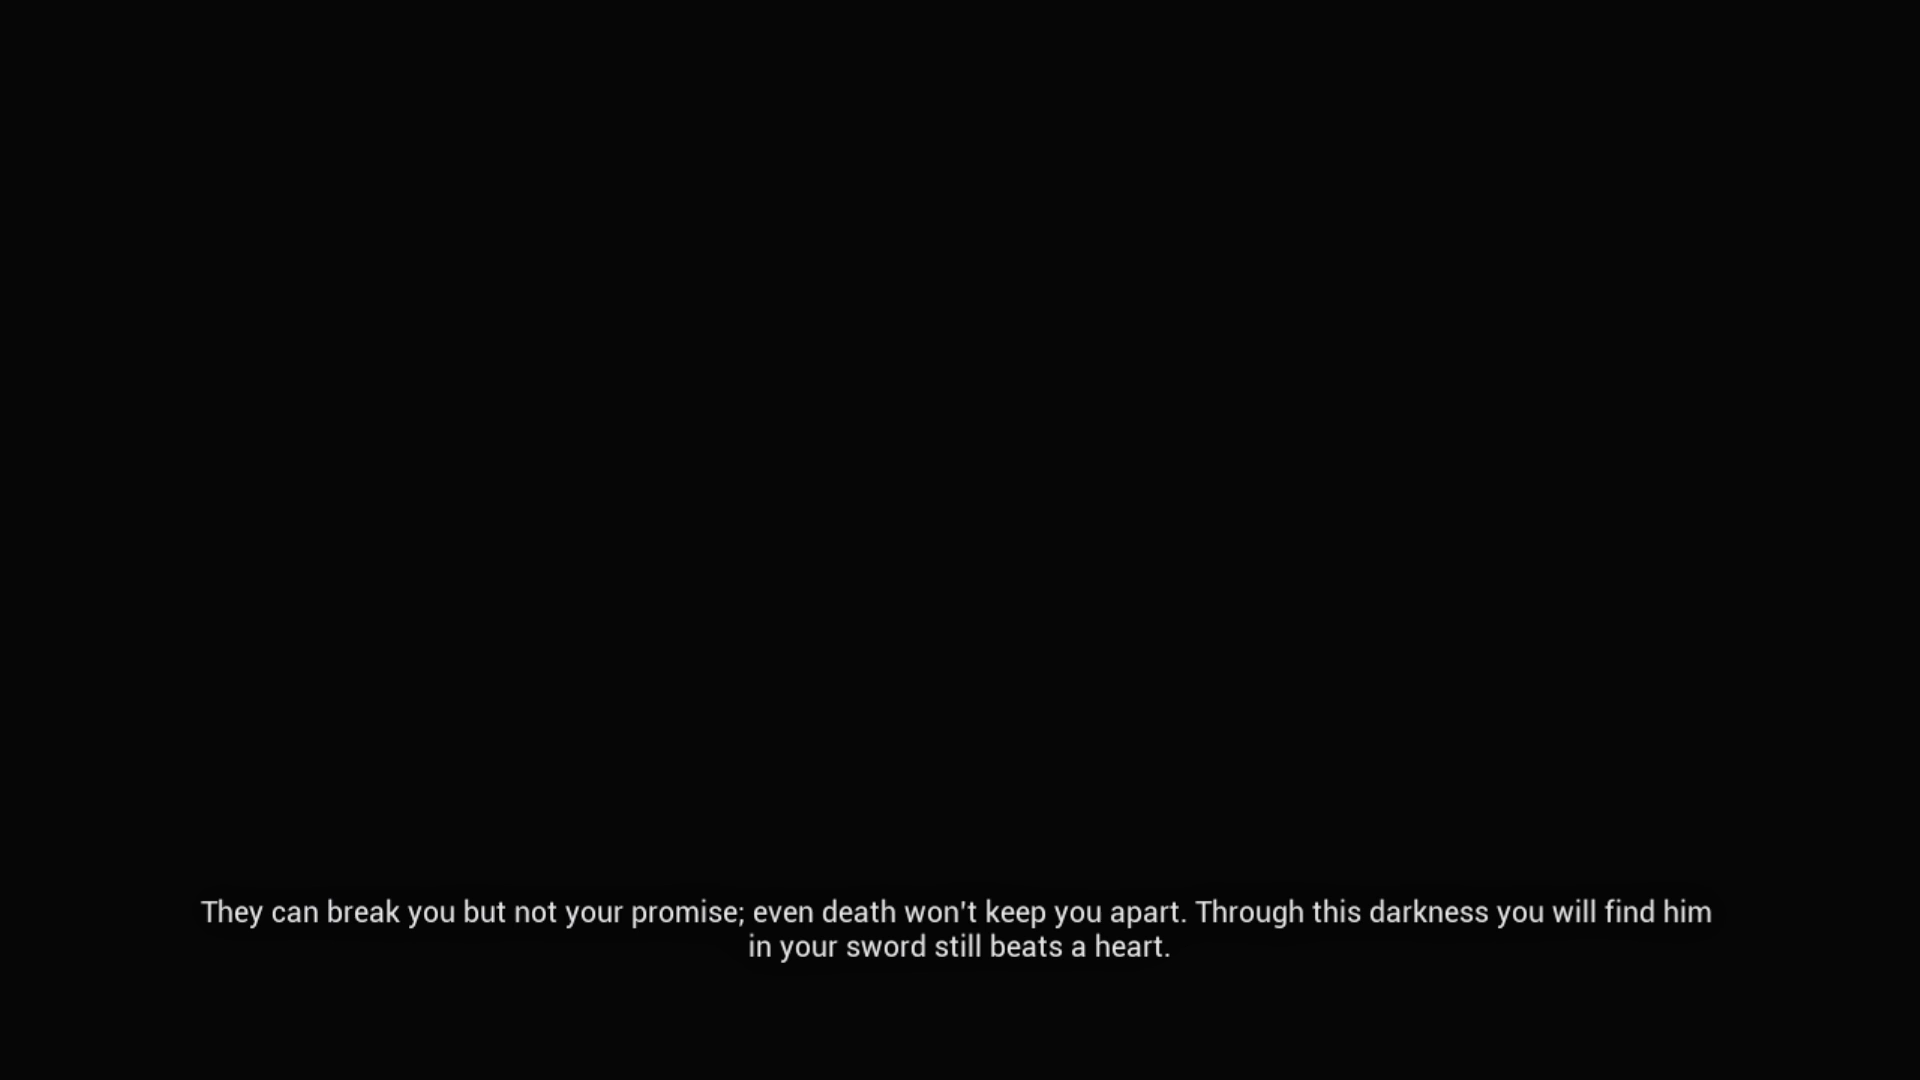 They can break you but not your promise; even death won't keep you apart. Through this darkness you will find him
in your sword still beats a heart.